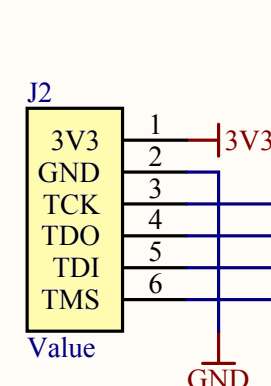 J2
3V3 1 3V3
GND 2
TCK 3
TDO 4
TDI 5
TMS 6
Value
GND